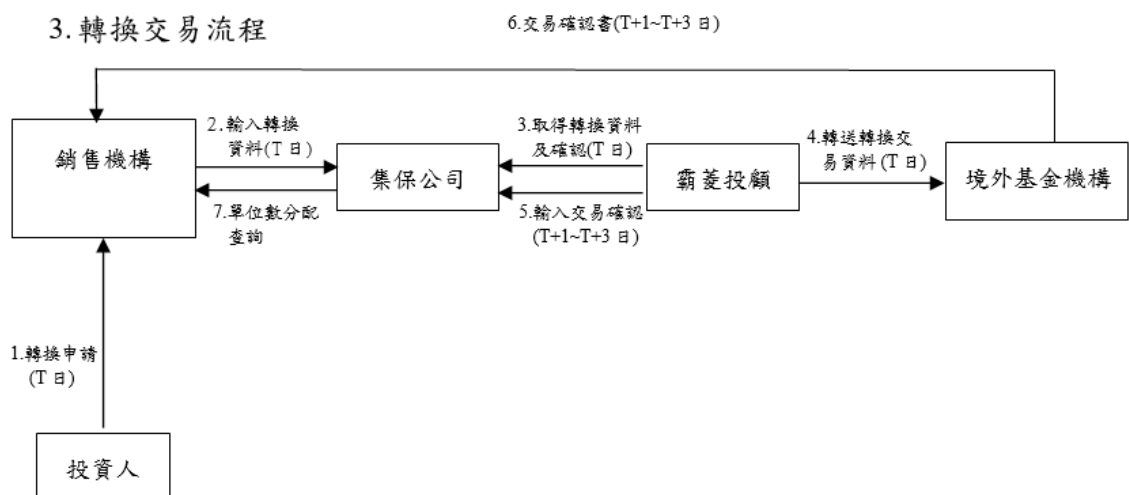 3.轉換交易流程
6.交易確認書(T+1~T+3 日)
銷售機構
2.輸入轉換
資料(T 日)
集保公司
3.取得轉換資料
及確認(T 日)
霸菱投顧
4.轉送轉換交
易資料 (T 日)
境外基金機構
7.單位數分配
查詢
5.輸入交易確認
(T+1~T+3 日)
1.轉換申請
(T 日)
投資人